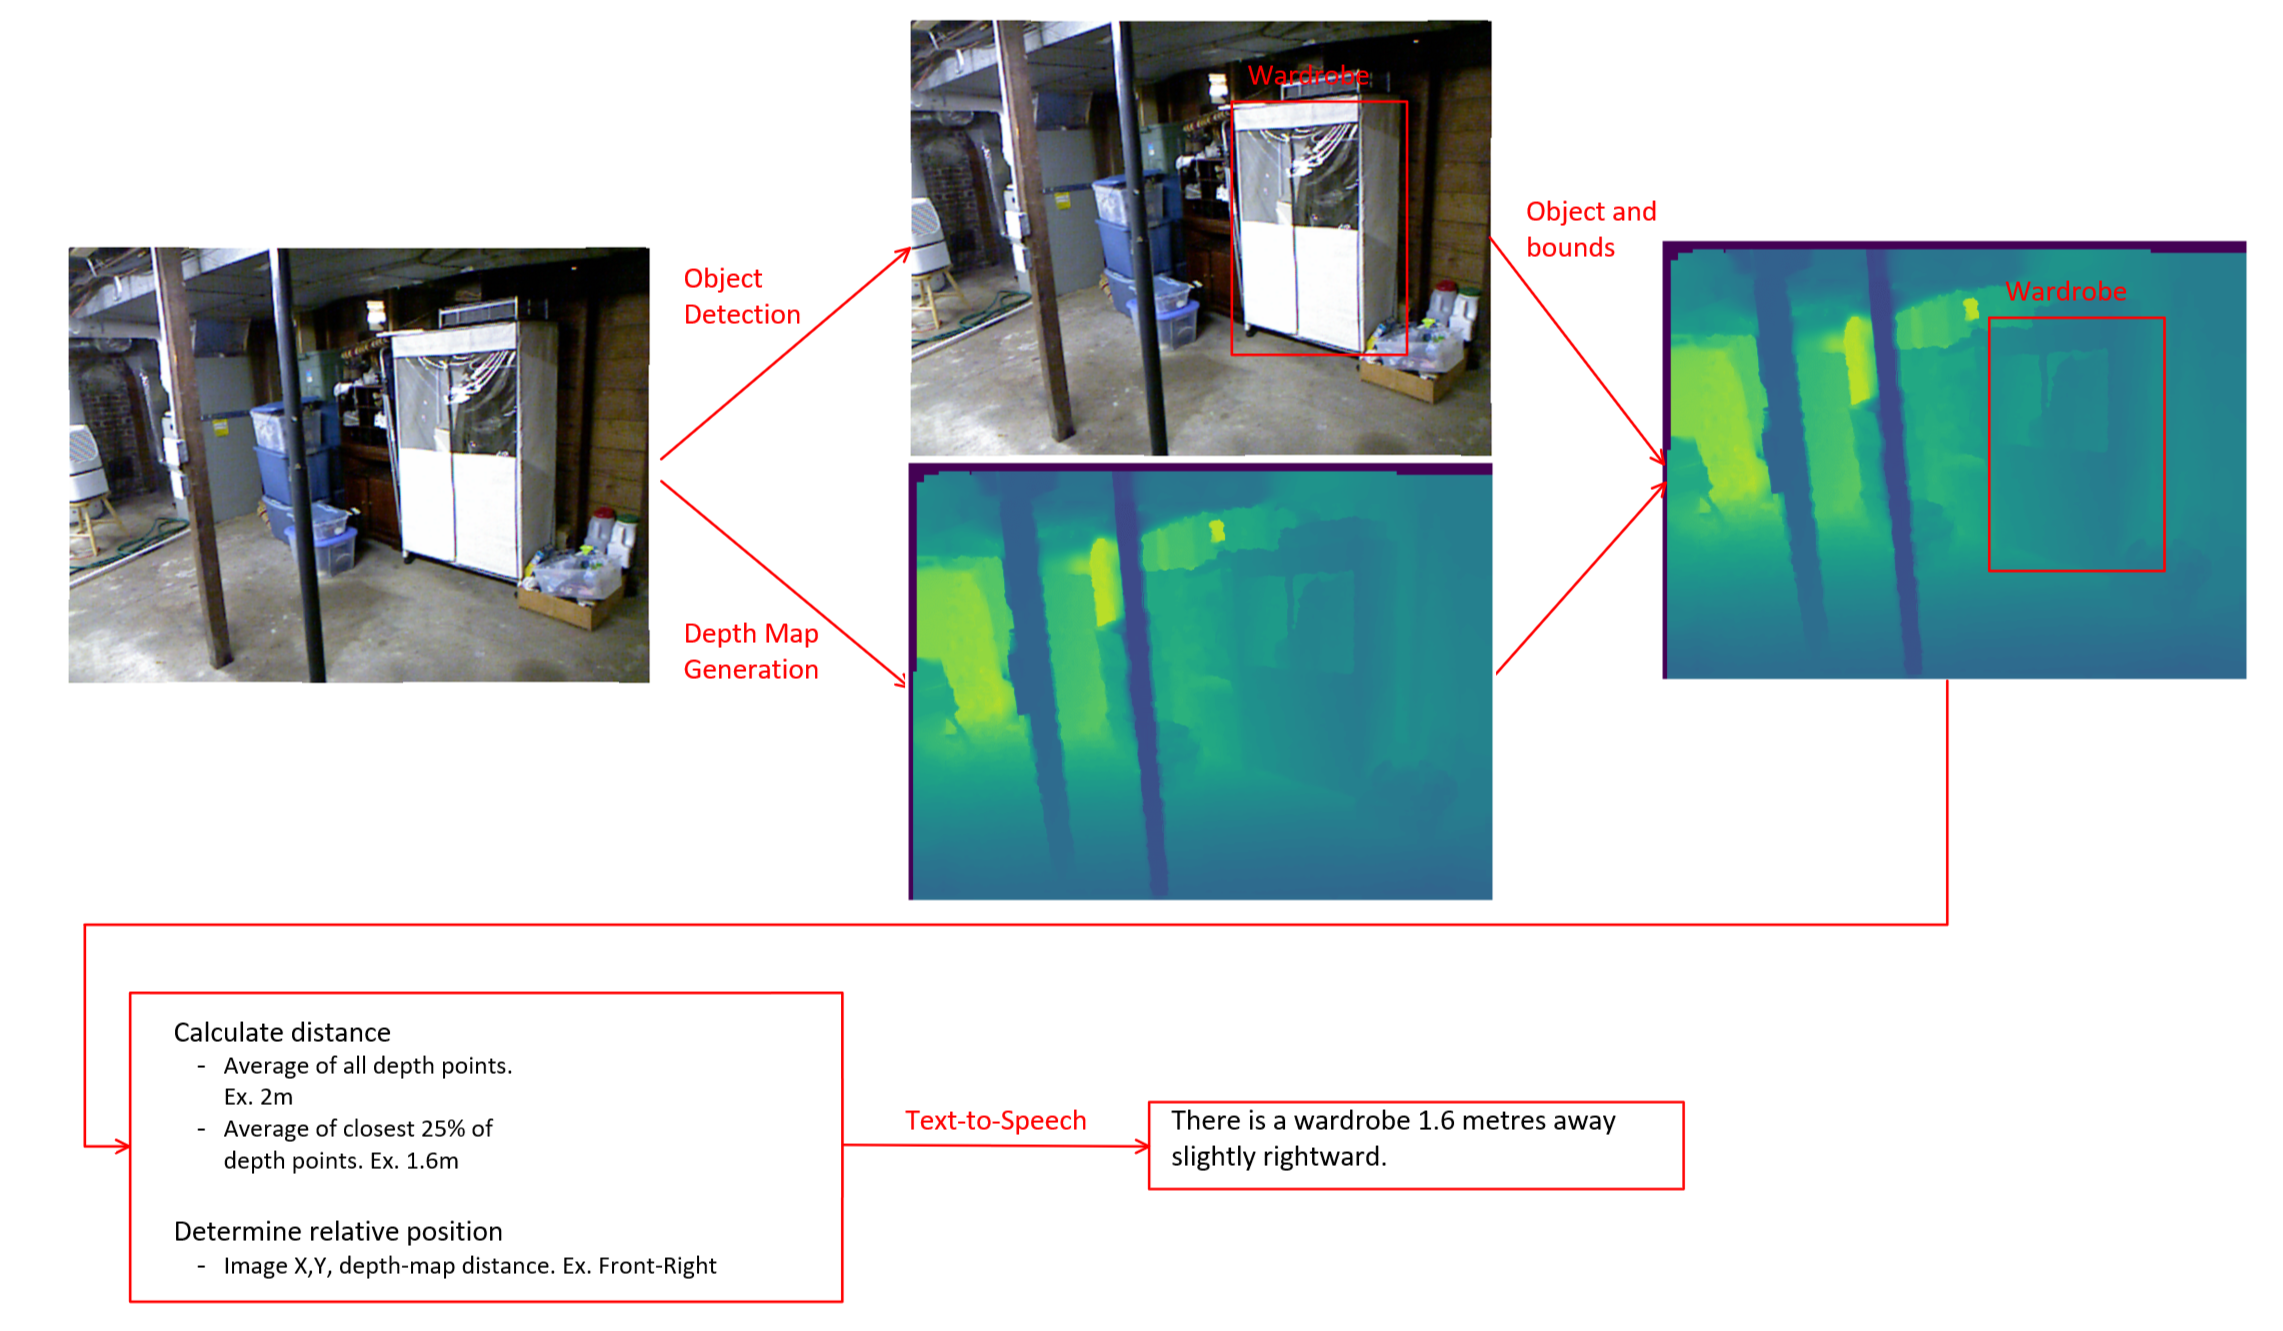 Wardrobe
Object
Detection
Object and
bounds
Wardrobe
Depth Map
Generation
Calculate distance
- Average of all depth points.
Ex. 2m
- Average of closest 25% of
depth points. Ex. 1.6m
Determine relative position
- Image X,Y, depth-map distance. Ex. Front-Right
Text-to-Speech
There is a wardrobe 1.6 metres away
slightly rightward.